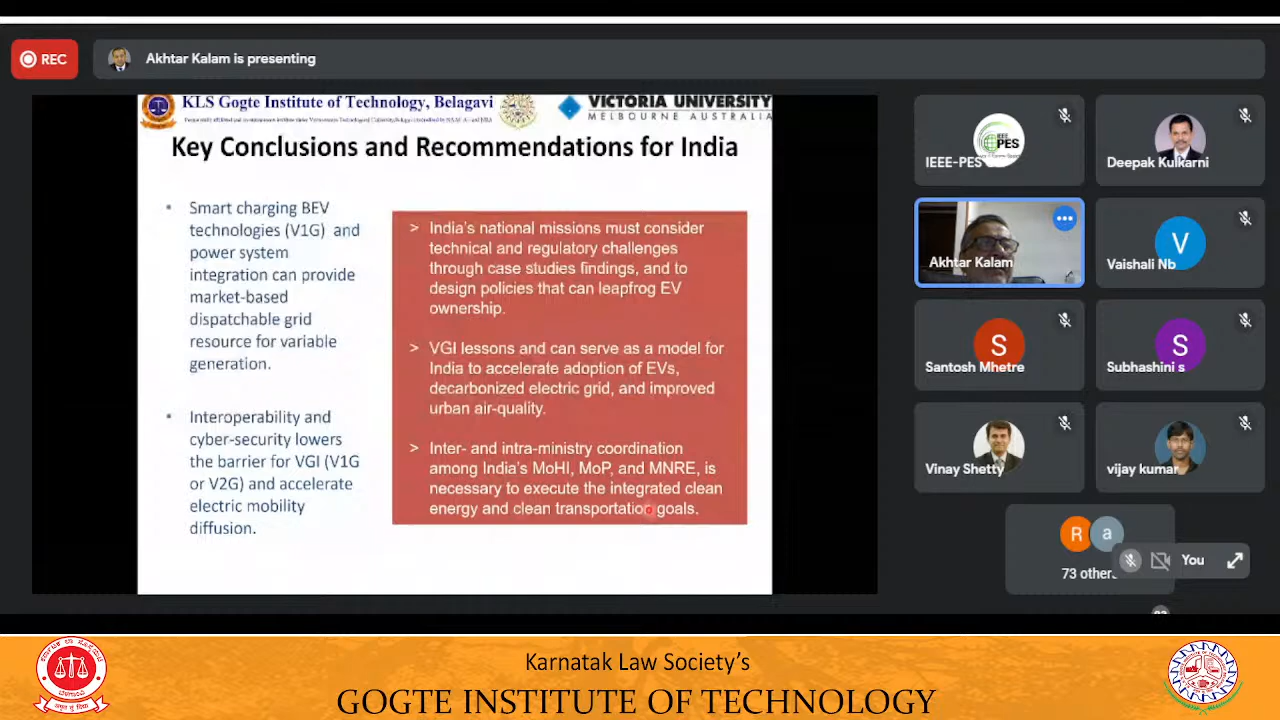 REC
Akhtar Kalam is presenting
KLS Gogte Institute of Technology, Belagavi
VICTORIA UNIVERSITY
MELBOURNE AUSTRALIA
Key Conclusions and Recommendations for India
Smart charging BEV
technologies (V1G) and
power system
integration can provide
market-based
dispatchable grid
resource for variable
generation.
Interoperability and
cyber-security lowers
the barrier for VGI (V1G
or V2G) and accelerate
electric mobility
diffusion.
> India's national missions must consider
technical and regulatory challenges
through case studies findings, and to
design policies that can leapfrog EV
ownership.
> VGI lessons and can serve as a model for
India to accelerate adoption of EVs,
decarbonized electric grid, and improved
urban air-quality.
> Inter- and intra-ministry coordination
among India's MoHI, MoP, and MNRE, is
necessary to execute the integrated clean
energy and clean transportation goals.
IEEE
PES
IEEE-PES
Deepak Kulkarni
Akhtar Kalam
V
Vaishali Nb
S
Santosh Mhetre
S
Subhashini s
Vinay Shetty
vijay kumar
R
a
73 others
You
Karnatak Law Society's
GOGTE INSTITUTE OF TECHNOLOGY